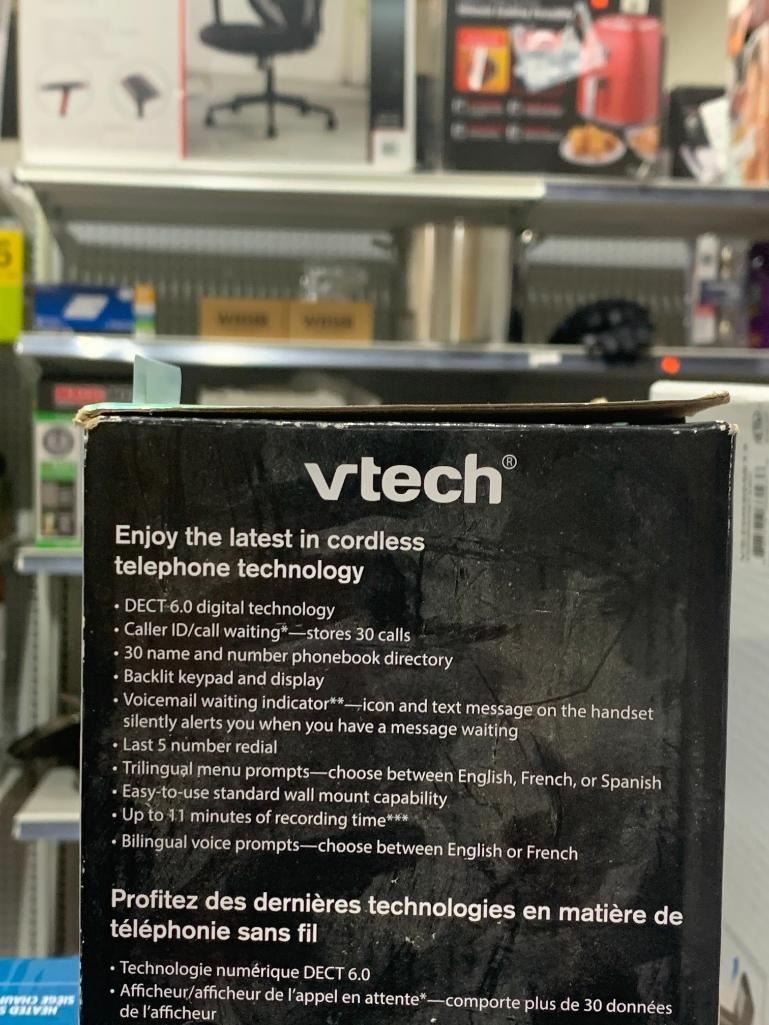 vtech®
Enjoy the latest in cordless
telephone technology
• DECT 6.0 digital technology
• Caller ID/call waiting*—stores 30 calls
• 30 name and number phonebook directory
• Backlit keypad and display
• Voicemail waiting indicator**—icon and text message on the handset
silently alerts you when you have a message waiting
• Last 5 number redial
• Trilingual menu prompts—choose between English, French, or Spanish
• Easy-to-use standard wall mount capability
• Up to 11 minutes of recording time***
• Bilingual voice prompts—choose between English or French
Profitez des dernières technologies en matière de
téléphonie sans fil
• Technologie numérique DECT 6.0
• Afficheur/afficheur de l'appel en attente*—comporte plus de 30 données
de l'afficheur